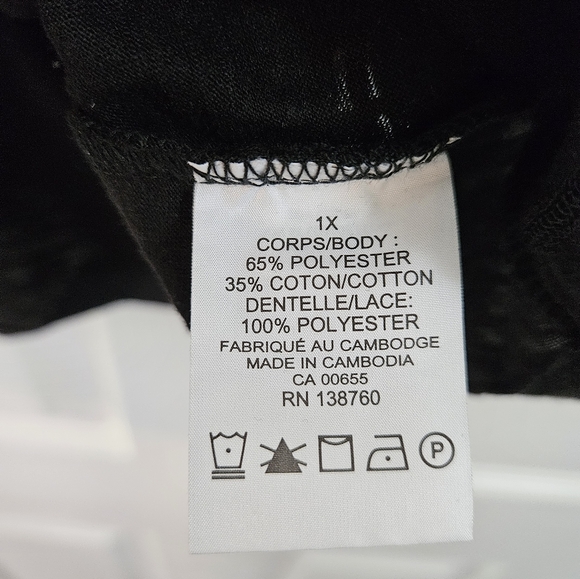 1X
CORPS/BODY :
65% POLYESTER
35% COTON/COTTON
DENTELLE/LACE:
100% POLYESTER
FABRIQUÉ AU CAMBODGE
MADE IN CAMBODIA
CA 00655
RN 138760
P